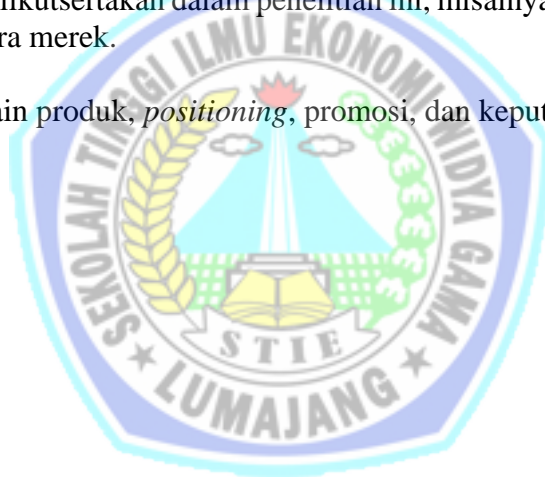 ikutsertakan dalam penelitian ini, misalnya
ra merek.
ain produk, positioning, promosi, dan keput
SEKOLAH TINGGI ILMU EKONOMI WIDYA GAMA
STIE
LUMAJANG